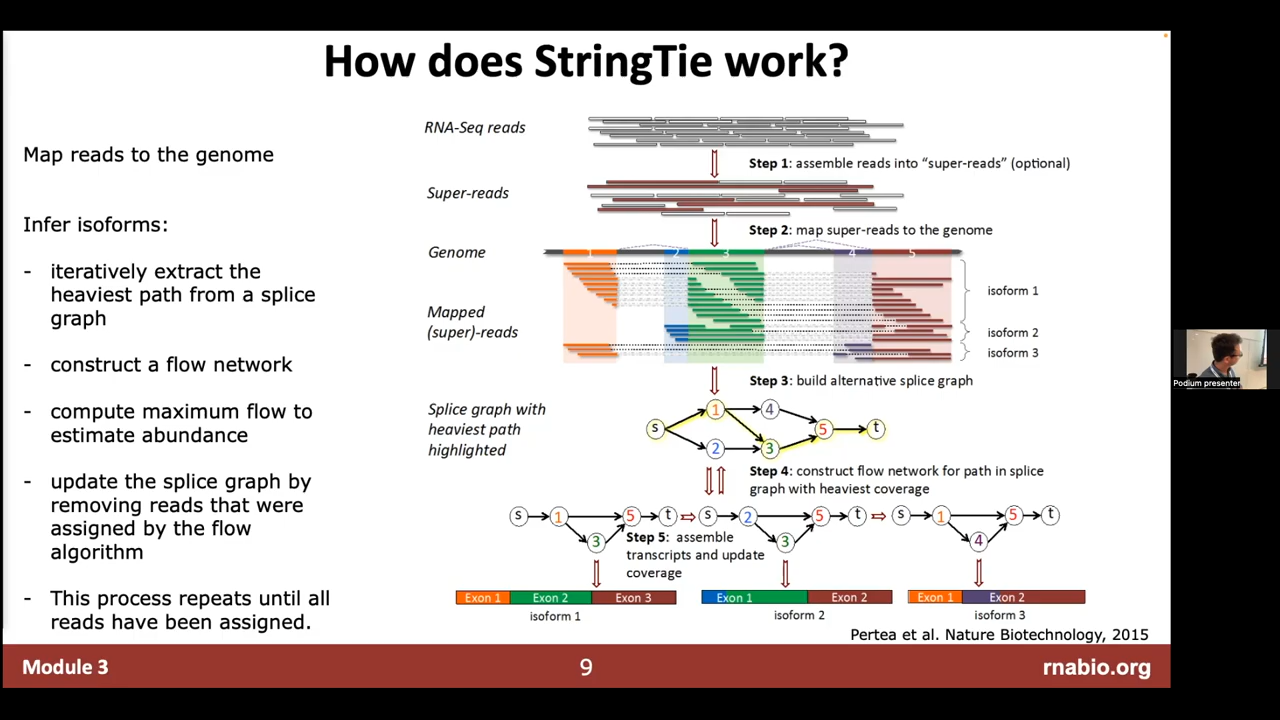 How does StringTie work?
Map reads to the genome
Infer isoforms:
- iteratively extract the
heaviest path from a splice
graph
- construct a flow network
- compute maximum flow to
estimate abundance
- update the splice graph by
removing reads that were
assigned by the flow
algorithm
- This process repeats until all
reads have been assigned.
RNA-Seq reads
Step 1: assemble reads into “super-reads” (optional)
Super-reads
Step 2: map super-reads to the genome
Genome
1 2 3 4 5
Mapped
(super)-reads
isoform 1
isoform 2
isoform 3
Step 3: build alternative splice graph
Splice graph with
heaviest path
highlighted
s 1 4 5 t
2 3
Step 4: construct flow network for path in splice
graph with heaviest coverage
s 1 5 t s 2 5 t s 1 5 t
3 3 4
Step 5: assemble
transcripts and update
coverage
Exon 1 Exon 2 Exon 3
isoform 1
Exon 1 Exon 2
isoform 2
Exon 1 Exon 2
isoform 3
Pertea et al. Nature Biotechnology, 2015
Module 3
9
rnabio.org
Podium presenter